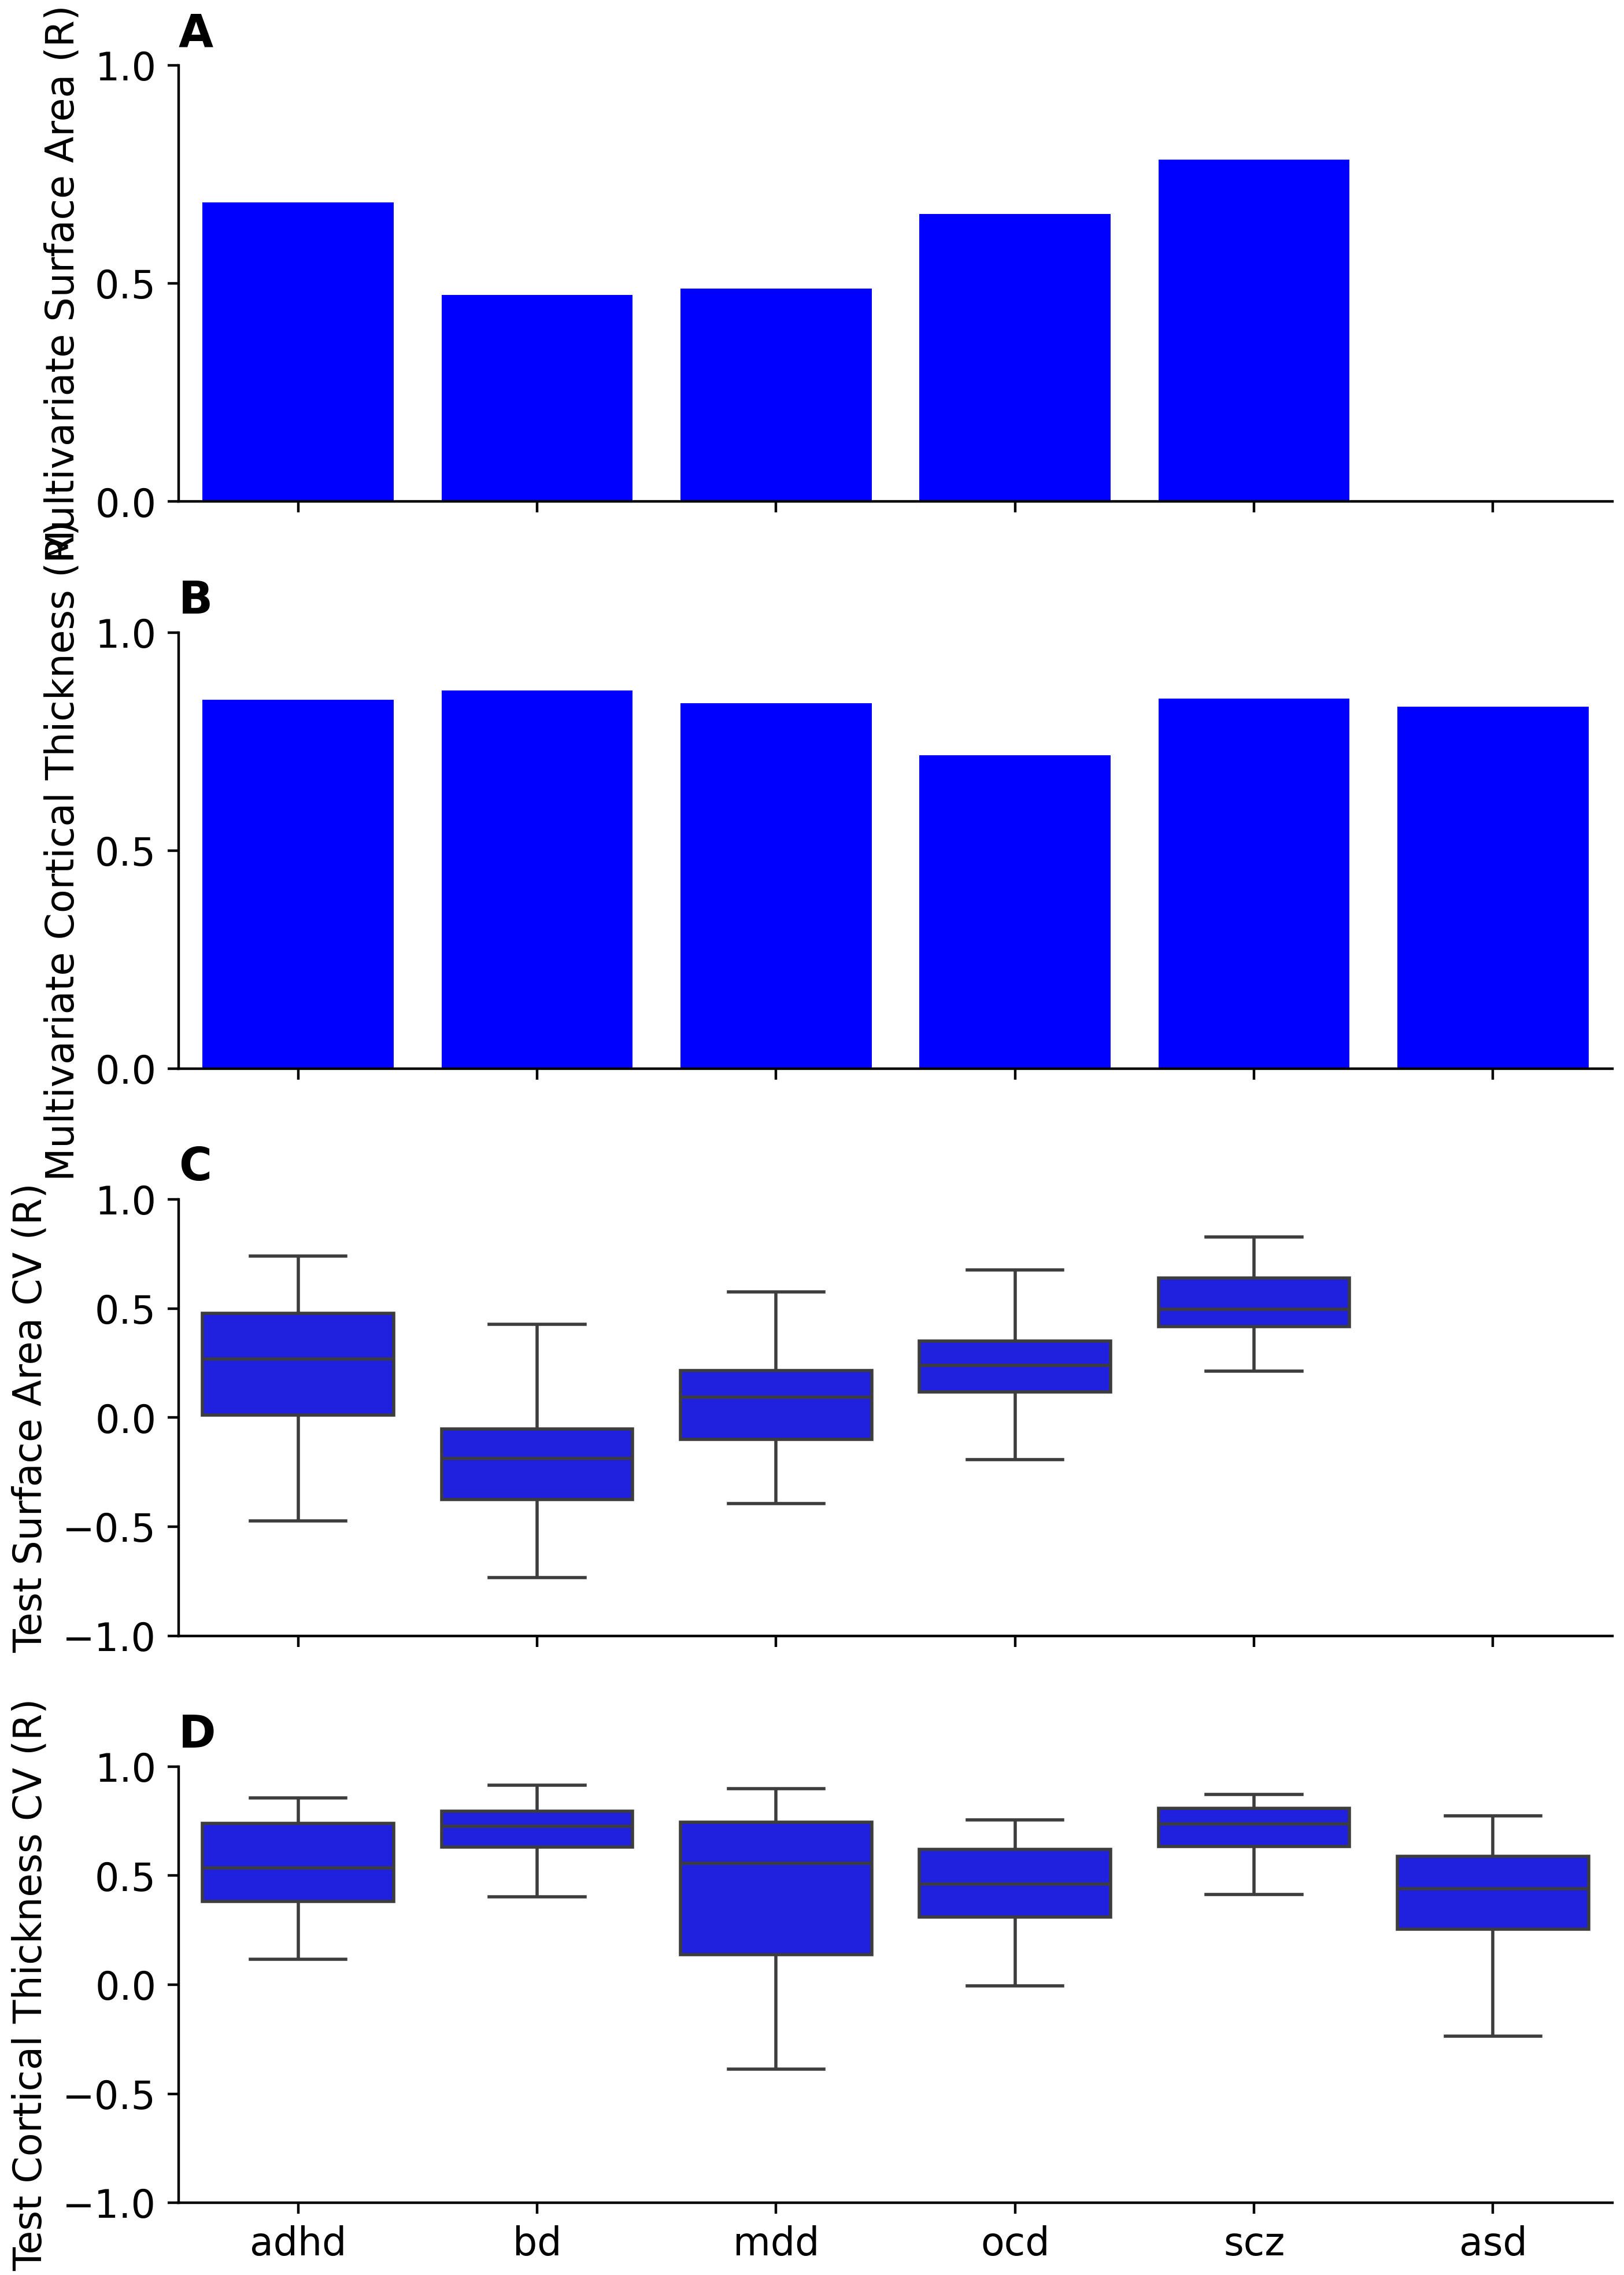 A
Multivariate Surface Area (R)
1.0
0.5
0.0
B
Multivariate Cortical Thickness (R)
1.0
0.5
0.0
C
Test Surface Area CV (R)
1.0
0.5
0.0
−0.5
−1.0
D
Test Cortical Thickness CV (R)
1.0
0.5
0.0
−0.5
−1.0
adhd bd mdd ocd scz asd